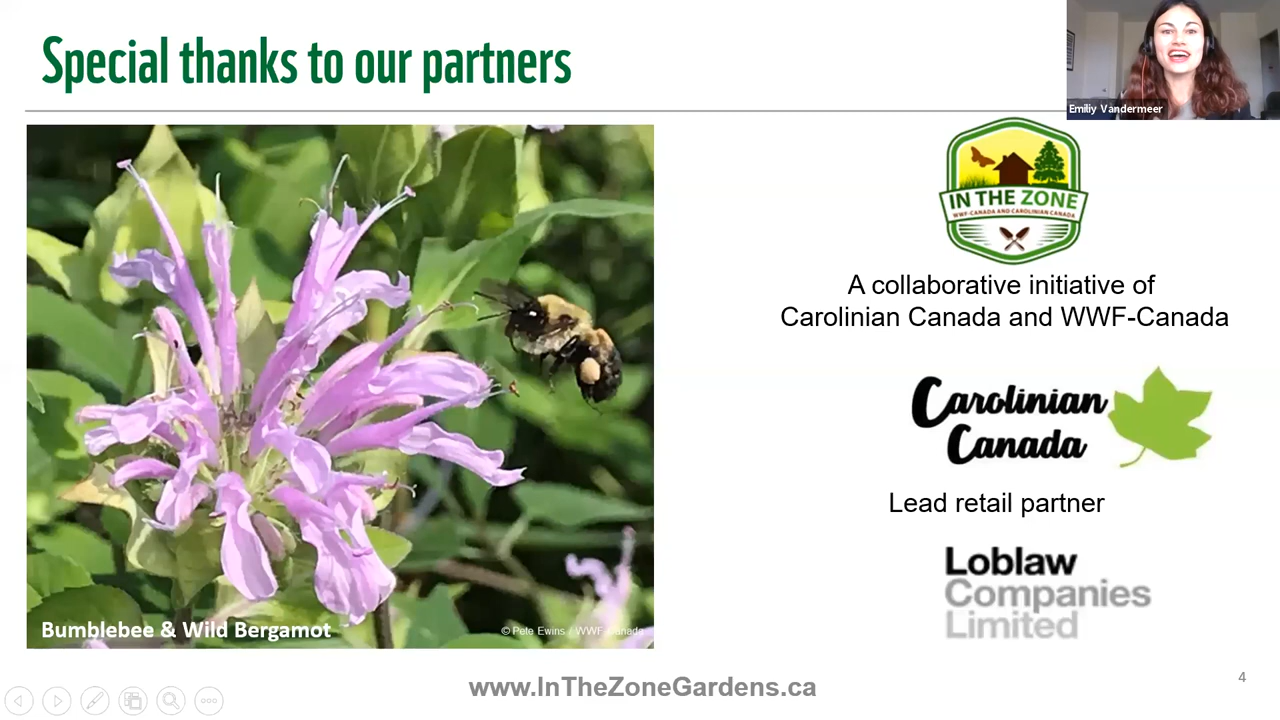 Special thanks to our partners
Emiliy Vandermeer
IN THE ZONE
WWF-CANADA AND CAROLINIAN CANADA
A collaborative initiative of
Carolinian Canada and WWF-Canada
Carolinian
Canada
Lead retail partner
Loblaw
Companies
Limited
Bumblebee & Wild Bergamot
© Pete Ewins / WWF-Canada
www.InTheZoneGardens.ca
4